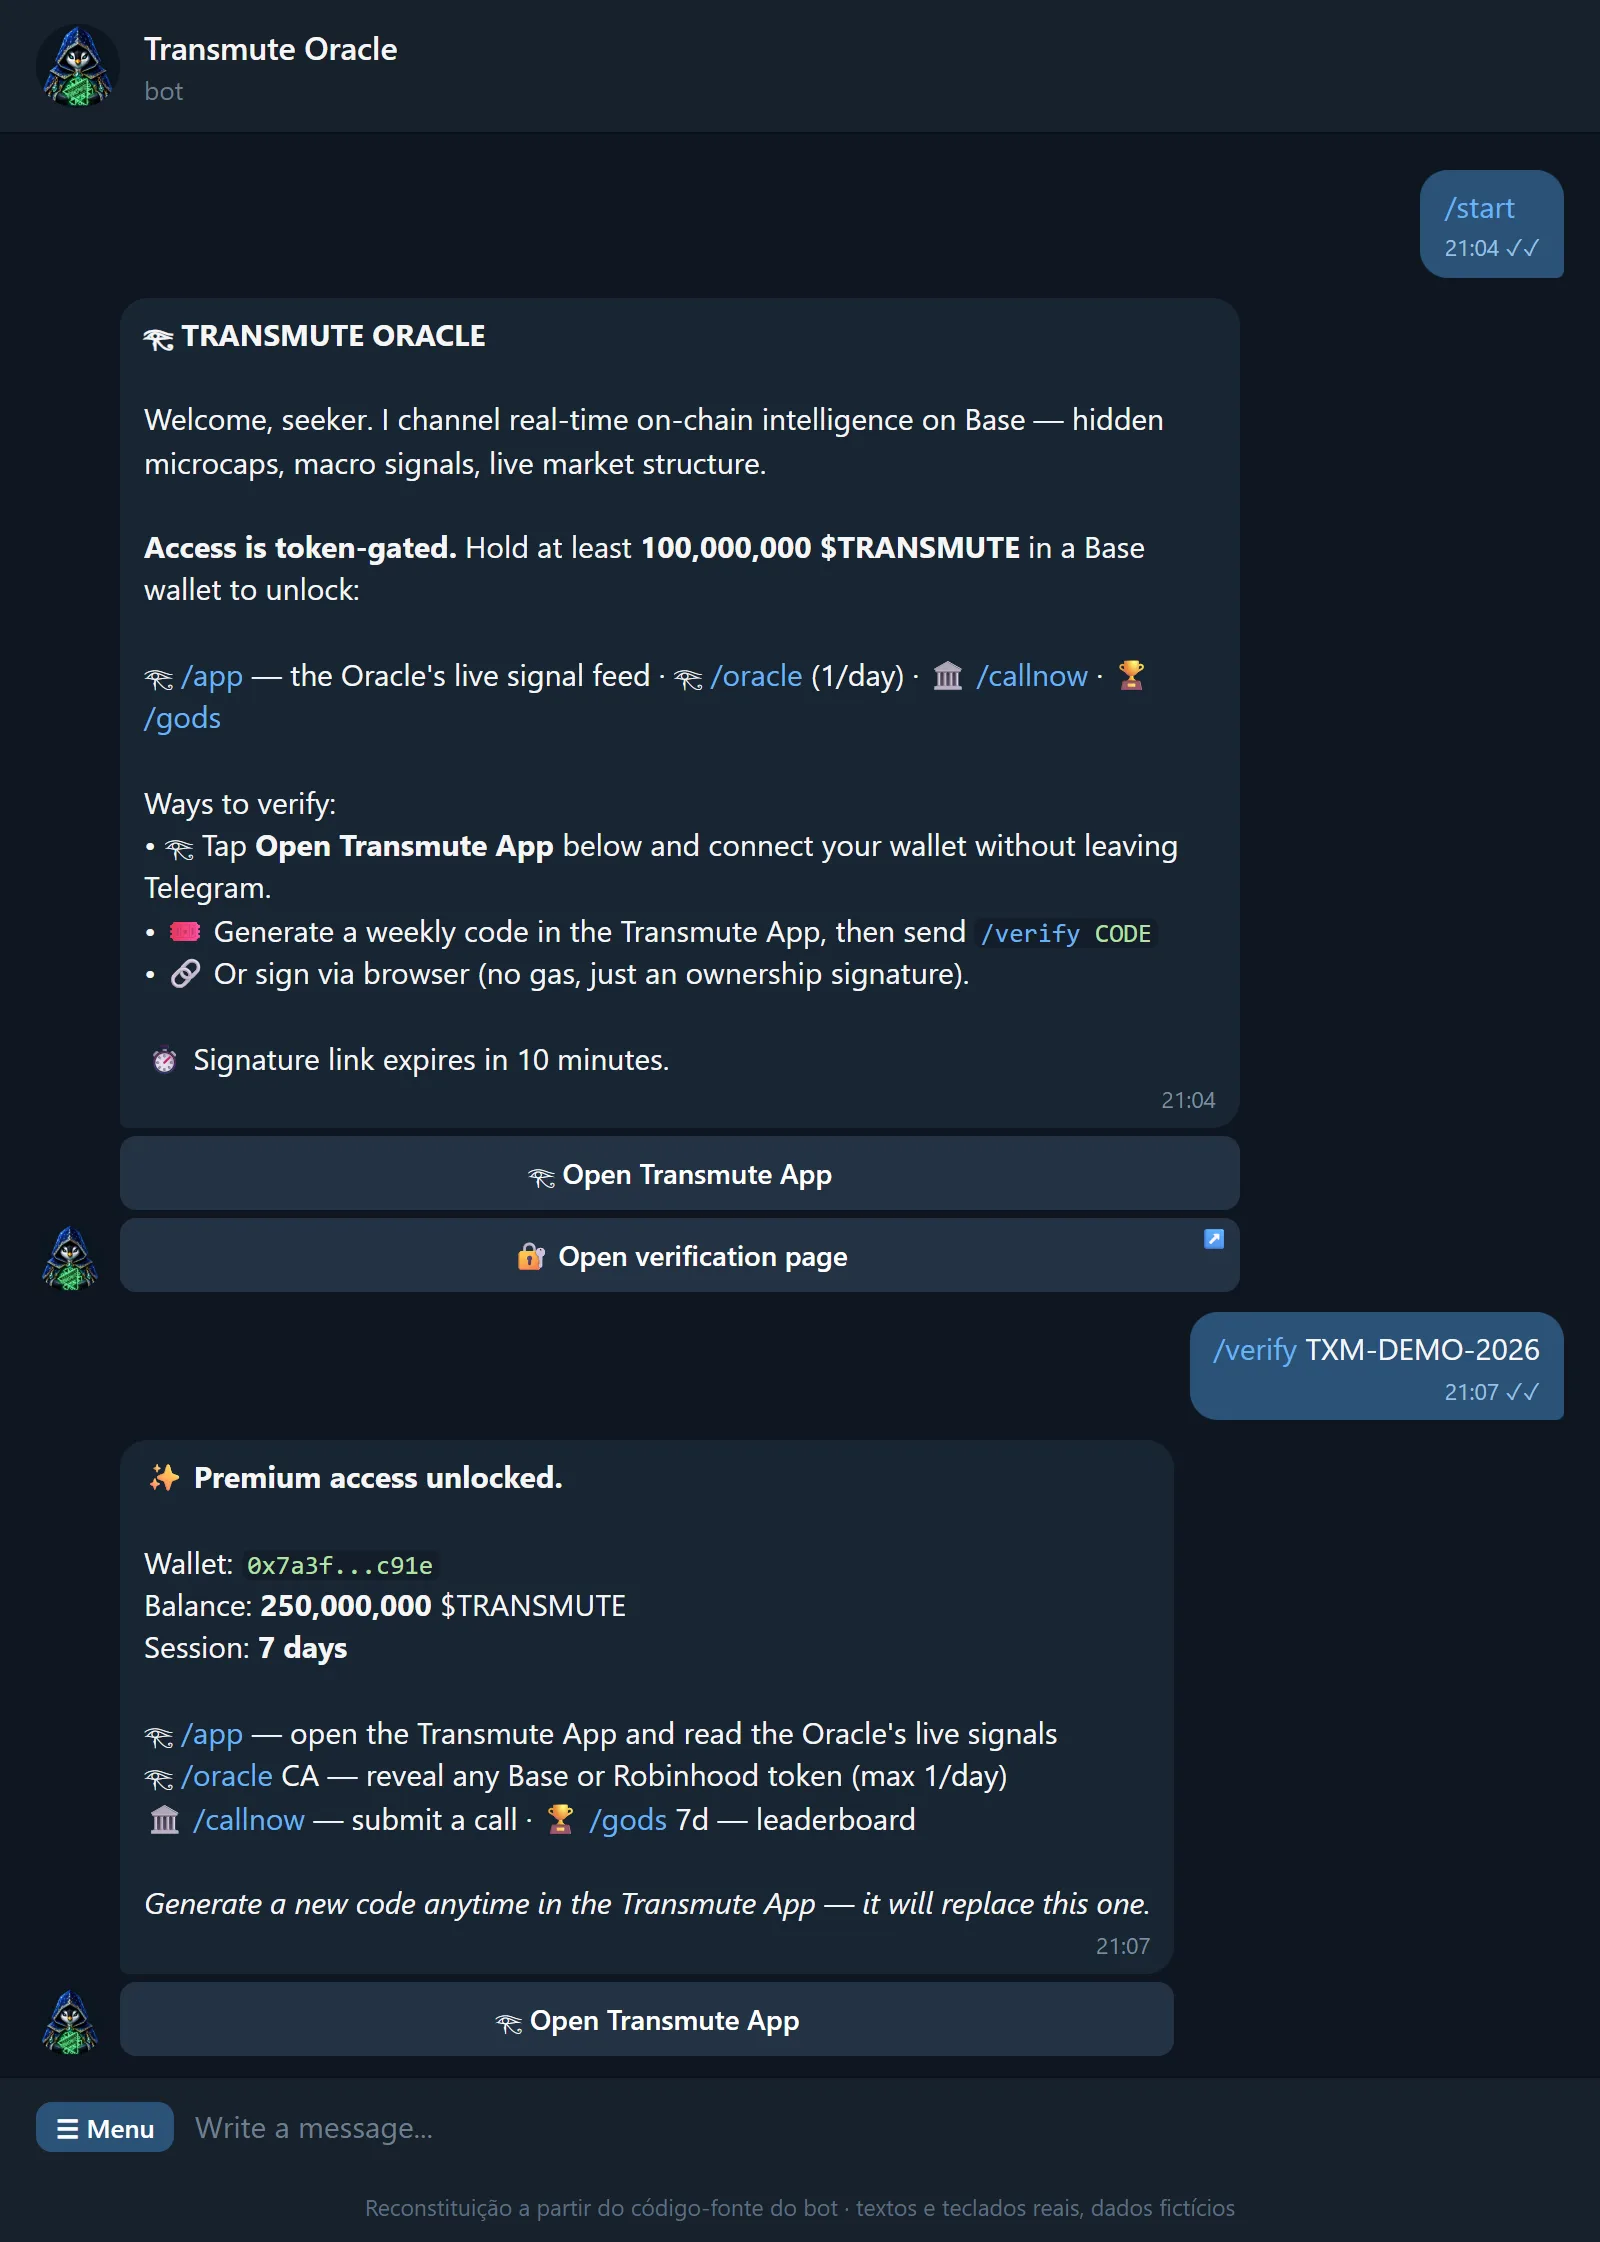 Transmute Oracle
bot
/start
21:04 ✓✓
𓂀 TRANSMUTE ORACLE
Welcome, seeker. I channel real-time on-chain intelligence on Base — hidden
microcaps, macro signals, live market structure.
Access is token-gated. Hold at least 100,000,000 $TRANSMUTE in a Base
wallet to unlock:
𓂀 /app — the Oracle's live signal feed · 𓂀 /oracle (1/day) · 🏛 /callnow · 🏆
/gods
Ways to verify:
• 𓂀 Tap Open Transmute App below and connect your wallet without leaving
Telegram.
• 🎟 Generate a weekly code in the Transmute App, then send /verify CODE
• 🔗 Or sign via browser (no gas, just an ownership signature).
⏱ Signature link expires in 10 minutes.
21:04
𓂀 Open Transmute App
🔐 Open verification page
/verify TXM-DEMO-2026
21:07 ✓✓
✨ Premium access unlocked.
Wallet: 0x7a3f...c91e
Balance: 250,000,000 $TRANSMUTE
Session: 7 days
𓂀 /app — open the Transmute App and read the Oracle's live signals
𓂀 /oracle CA — reveal any Base or Robinhood token (max 1/day)
🏛 /callnow — submit a call · 🏆 /gods 7d — leaderboard
Generate a new code anytime in the Transmute App — it will replace this one.
21:07
𓂀 Open Transmute App
☰ Menu
Write a message...
Reconstituição a partir do código-fonte do bot · textos e teclados reais, dados fictícios